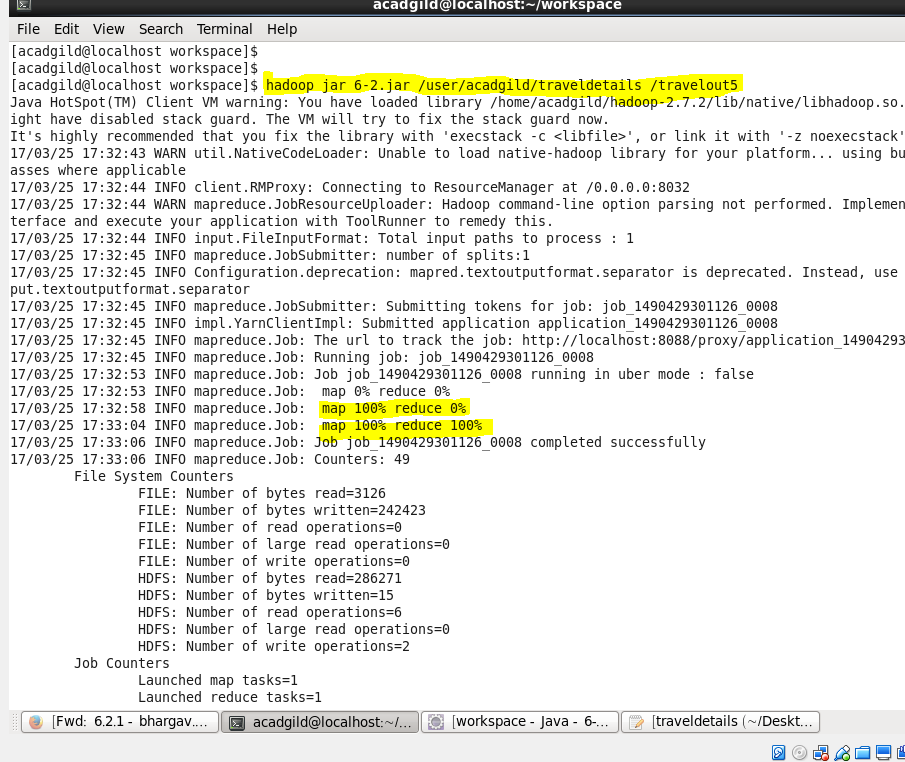 acadgild@localhost:~/workspace
File Edit View Search Terminal Help
[acadgild@localhost workspace]$
[acadgild@localhost workspace]$
[acadgild@localhost workspace]$ hadoop jar 6-2.jar /user/acadgild/traveldetails /travelout5
Java HotSpot(TM) Client VM warning: You have loaded library /home/acadgild/hadoop-2.7.2/lib/native/libhadoop.so.
ight have disabled stack guard. The VM will try to fix the stack guard now.
It's highly recommended that you fix the library with 'execstack -c <libfile>', or link it with '-z noexecstack'
17/03/25 17:32:43 WARN util.NativeCodeLoader: Unable to load native-hadoop library for your platform... using bu
asses where applicable
17/03/25 17:32:44 INFO client.RMProxy: Connecting to ResourceManager at /0.0.0.0:8032
17/03/25 17:32:44 WARN mapreduce.JobResourceUploader: Hadoop command-line option parsing not performed. Implemen
terface and execute your application with ToolRunner to remedy this.
17/03/25 17:32:44 INFO input.FileInputFormat: Total input paths to process : 1
17/03/25 17:32:45 INFO mapreduce.JobSubmitter: number of splits:1
17/03/25 17:32:45 INFO Configuration.deprecation: mapred.textoutputformat.separator is deprecated. Instead, use
put.textoutputformat.separator
17/03/25 17:32:45 INFO mapreduce.JobSubmitter: Submitting tokens for job: job_1490429301126_0008
17/03/25 17:32:45 INFO impl.YarnClientImpl: Submitted application application_1490429301126_0008
17/03/25 17:32:45 INFO mapreduce.Job: The url to track the job: http://localhost:8088/proxy/application_14904293
17/03/25 17:32:45 INFO mapreduce.Job: Running job: job_1490429301126_0008
17/03/25 17:32:53 INFO mapreduce.Job: Job job_1490429301126_0008 running in uber mode : false
17/03/25 17:32:53 INFO mapreduce.Job:  map 0% reduce 0%
17/03/25 17:32:58 INFO mapreduce.Job:  map 100% reduce 0%
17/03/25 17:33:04 INFO mapreduce.Job:  map 100% reduce 100%
17/03/25 17:33:06 INFO mapreduce.Job: Job job_1490429301126_0008 completed successfully
17/03/25 17:33:06 INFO mapreduce.Job: Counters: 49
File System Counters
FILE: Number of bytes read=3126
FILE: Number of bytes written=242423
FILE: Number of read operations=0
FILE: Number of large read operations=0
FILE: Number of write operations=0
HDFS: Number of bytes read=286271
HDFS: Number of bytes written=15
HDFS: Number of read operations=6
HDFS: Number of large read operations=0
HDFS: Number of write operations=2
Job Counters
Launched map tasks=1
Launched reduce tasks=1
[Fwd: 6.2.1 - bhargav.... acadgild@localhost:~/... [workspace - Java - 6-... [traveldetails (~/Deskt...